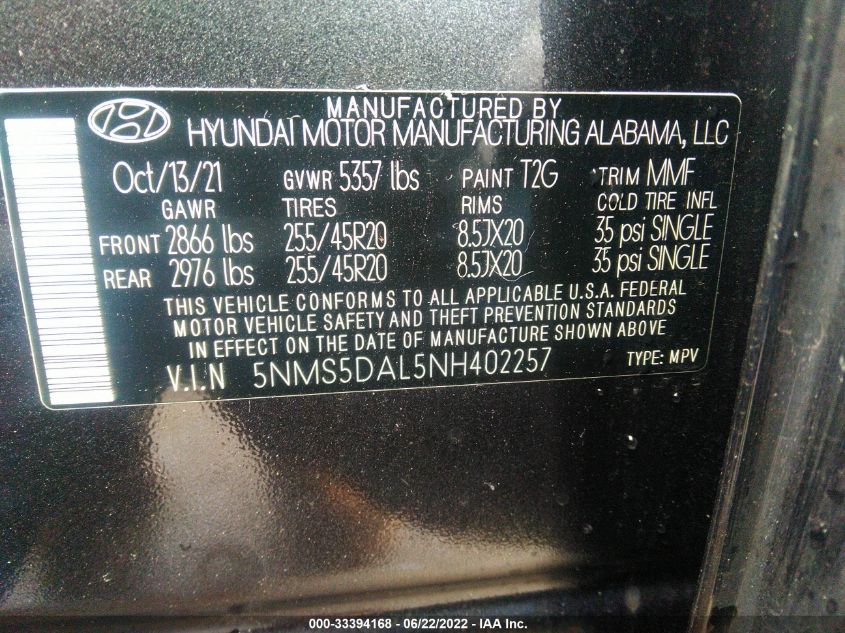 MANUFACTURED BY
HYUNDAI MOTOR MANUFACTURING ALABAMA, LLC
Oct/13/21 GVWR 5357 lbs PAINT T2G TRIM MMF
GAWR TIRES RIMS COLD TIRE INFL
FRONT 2866 lbs 255/45R20 8.5JX20 35 psi SINGLE
REAR 2976 lbs 255/45R20 8.5JX20 35 psi SINGLE
THIS VEHICLE CONFORMS TO ALL APPLICABLE U.S.A. FEDERAL
MOTOR VEHICLE SAFETY AND THEFT PREVENTION STANDARDS
IN EFFECT ON THE DATE OF MANUFACTURE SHOWN ABOVE
V.I.N 5NMS5DAL5NH402257 TYPE: MPV
000-33394168 - 06/22/2022 - IAA Inc.